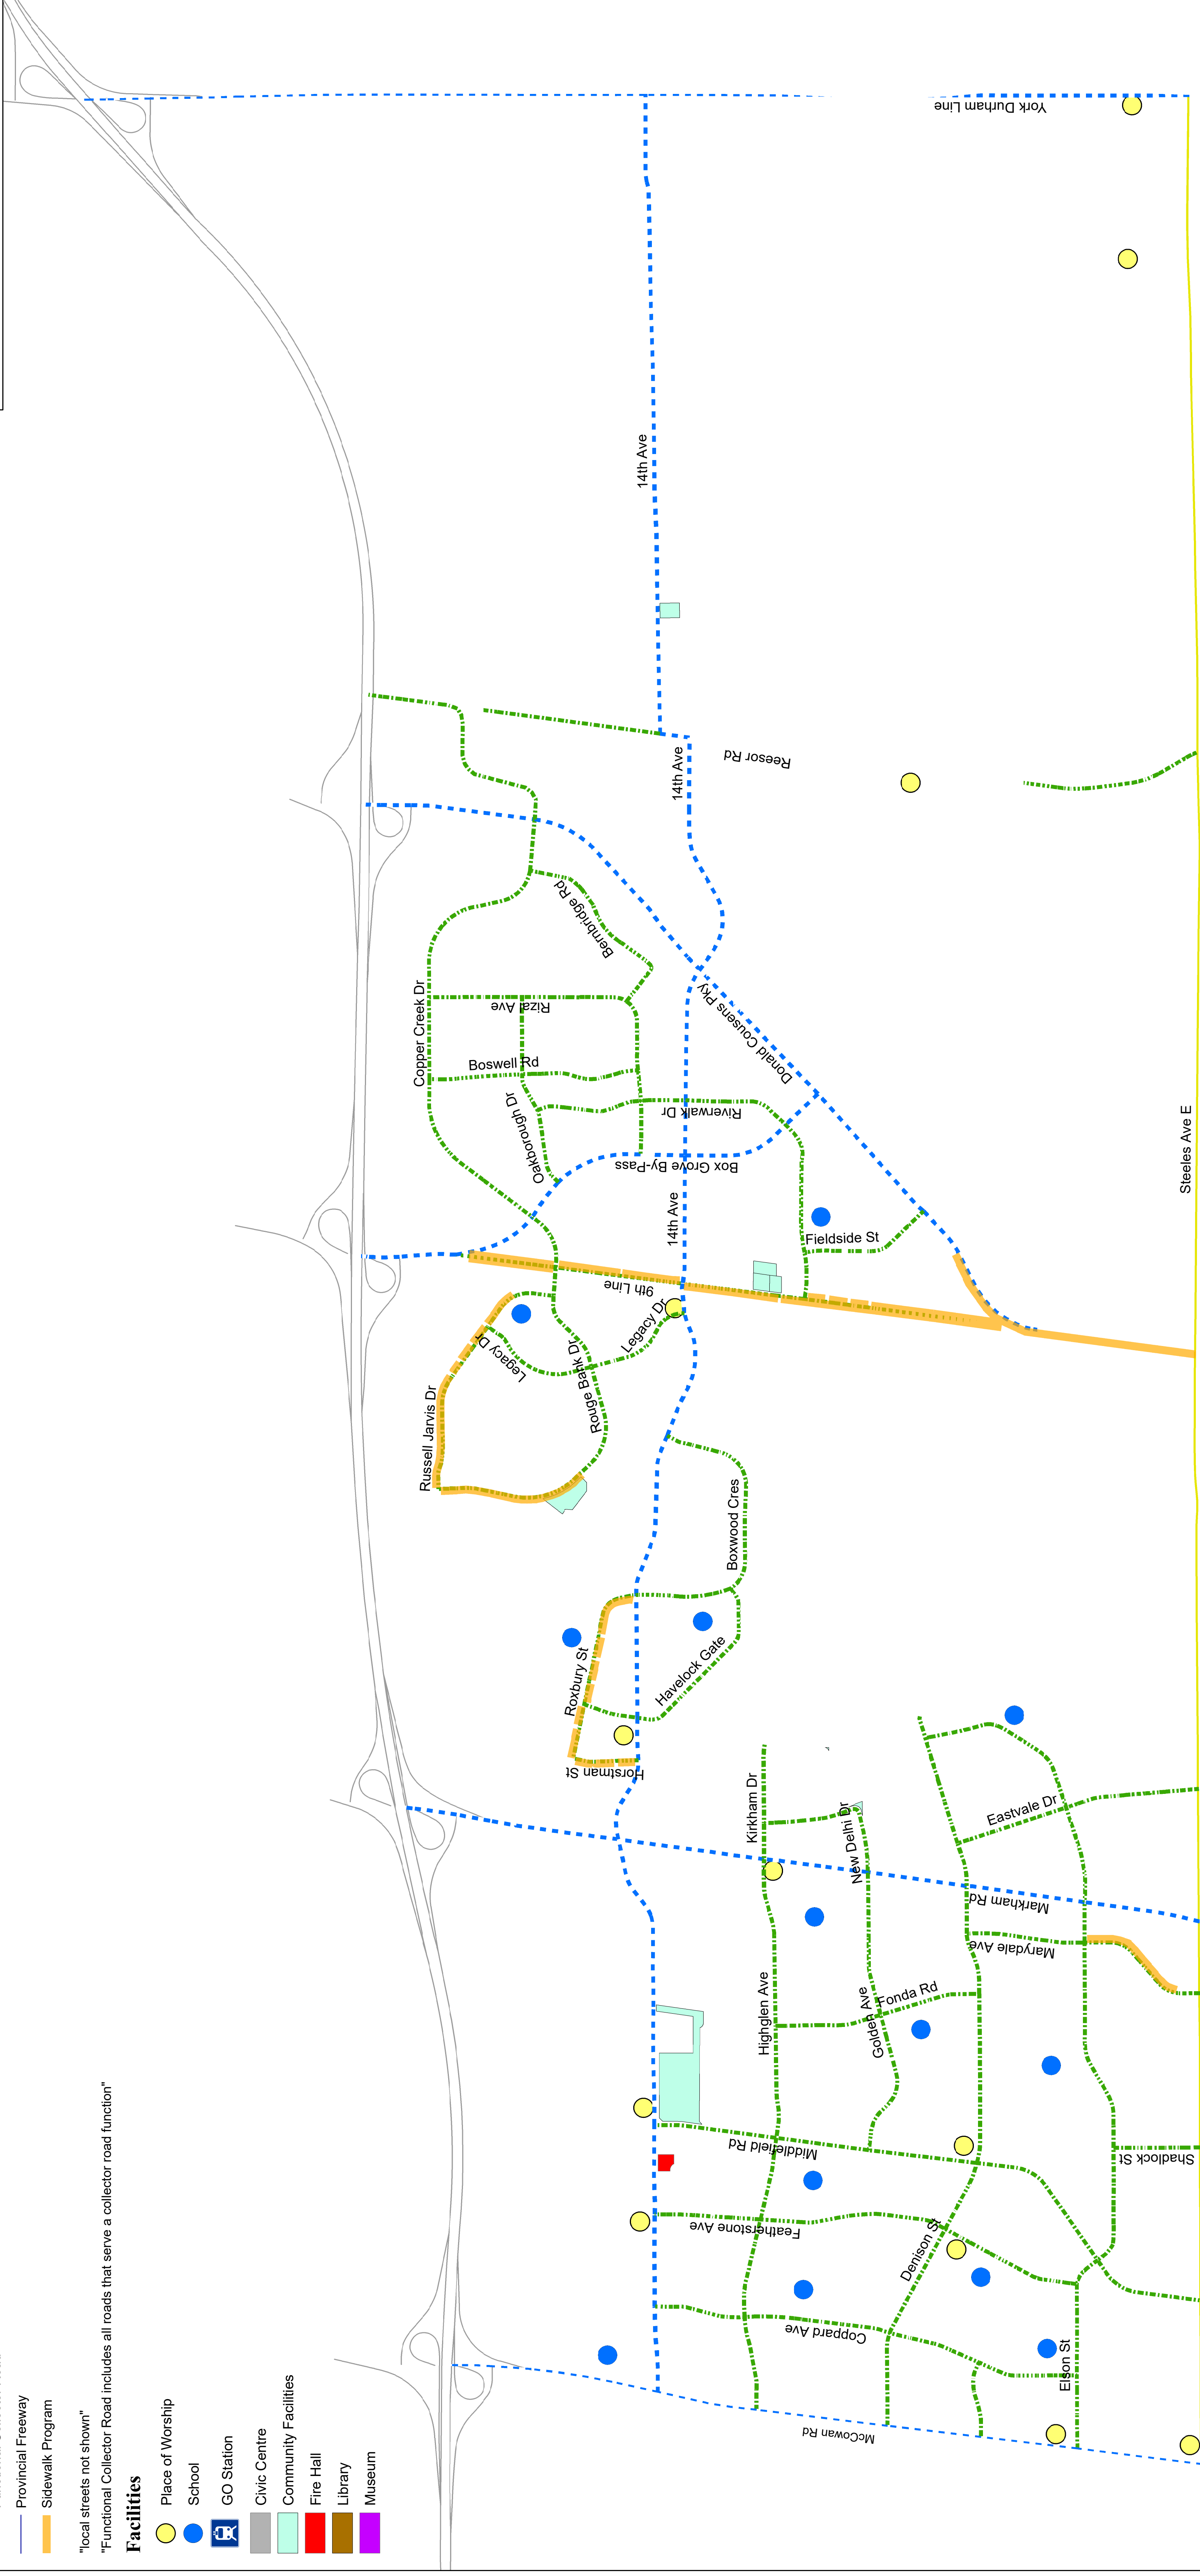 Provincial Freeway
Sidewalk Program
"local streets not shown"
"Functional Collector Road includes all roads that serve a collector road function"
Facilities
Place of Worship
School
GO Station
Civic Centre
Community Facilities
Fire Hall
Library
Museum
York Durham Line
14th Ave
14th Ave
Reesor Rd
Bernbridge Rd
Copper Creek Dr
Rizal Ave
Boswell Rd
Oakborough Dr
Donald Cousens Pky
Riverwalk Dr
Box Grove By-Pass
14th Ave
Fieldside St
Steeles Ave E
9th Line
Legacy Dr
Legacy Dr
Rouge Bank Dr
Russell Jarvis Dr
Boxwood Cres
Roxbury St
Havelock Gate
Horstman St
Kirkham Dr
New Delhi Dr
Eastvale Dr
Markham Rd
Marydale Ave
Highglen Ave
Golden Ave
Fonda Rd
Middlefield Rd
Shadlock St
Featherstone Ave
Denison St
Coppard Ave
Elson St
McCowan Rd